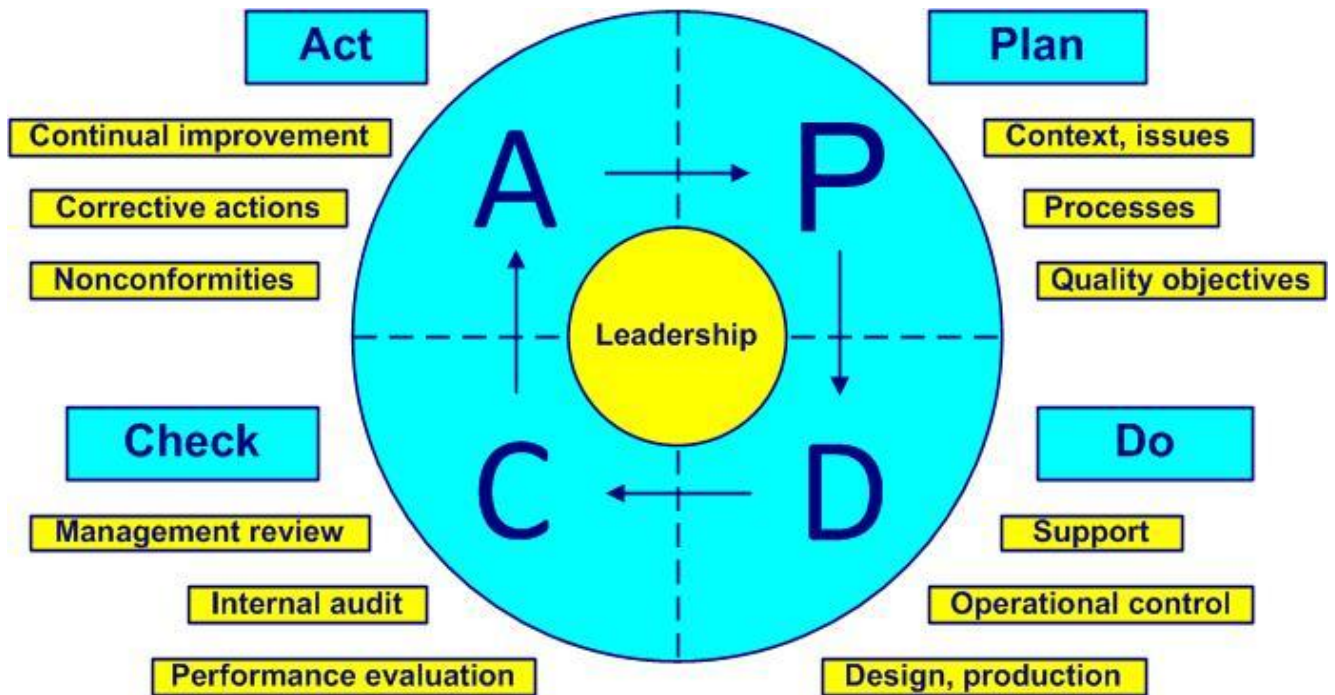 Act
Plan
Continual improvement
Context, issues
Corrective actions
Processes
Nonconformities
Quality objectives
A
P
Leadership
Check
Do
C
D
Management review
Support
Internal audit
Operational control
Performance evaluation
Design, production